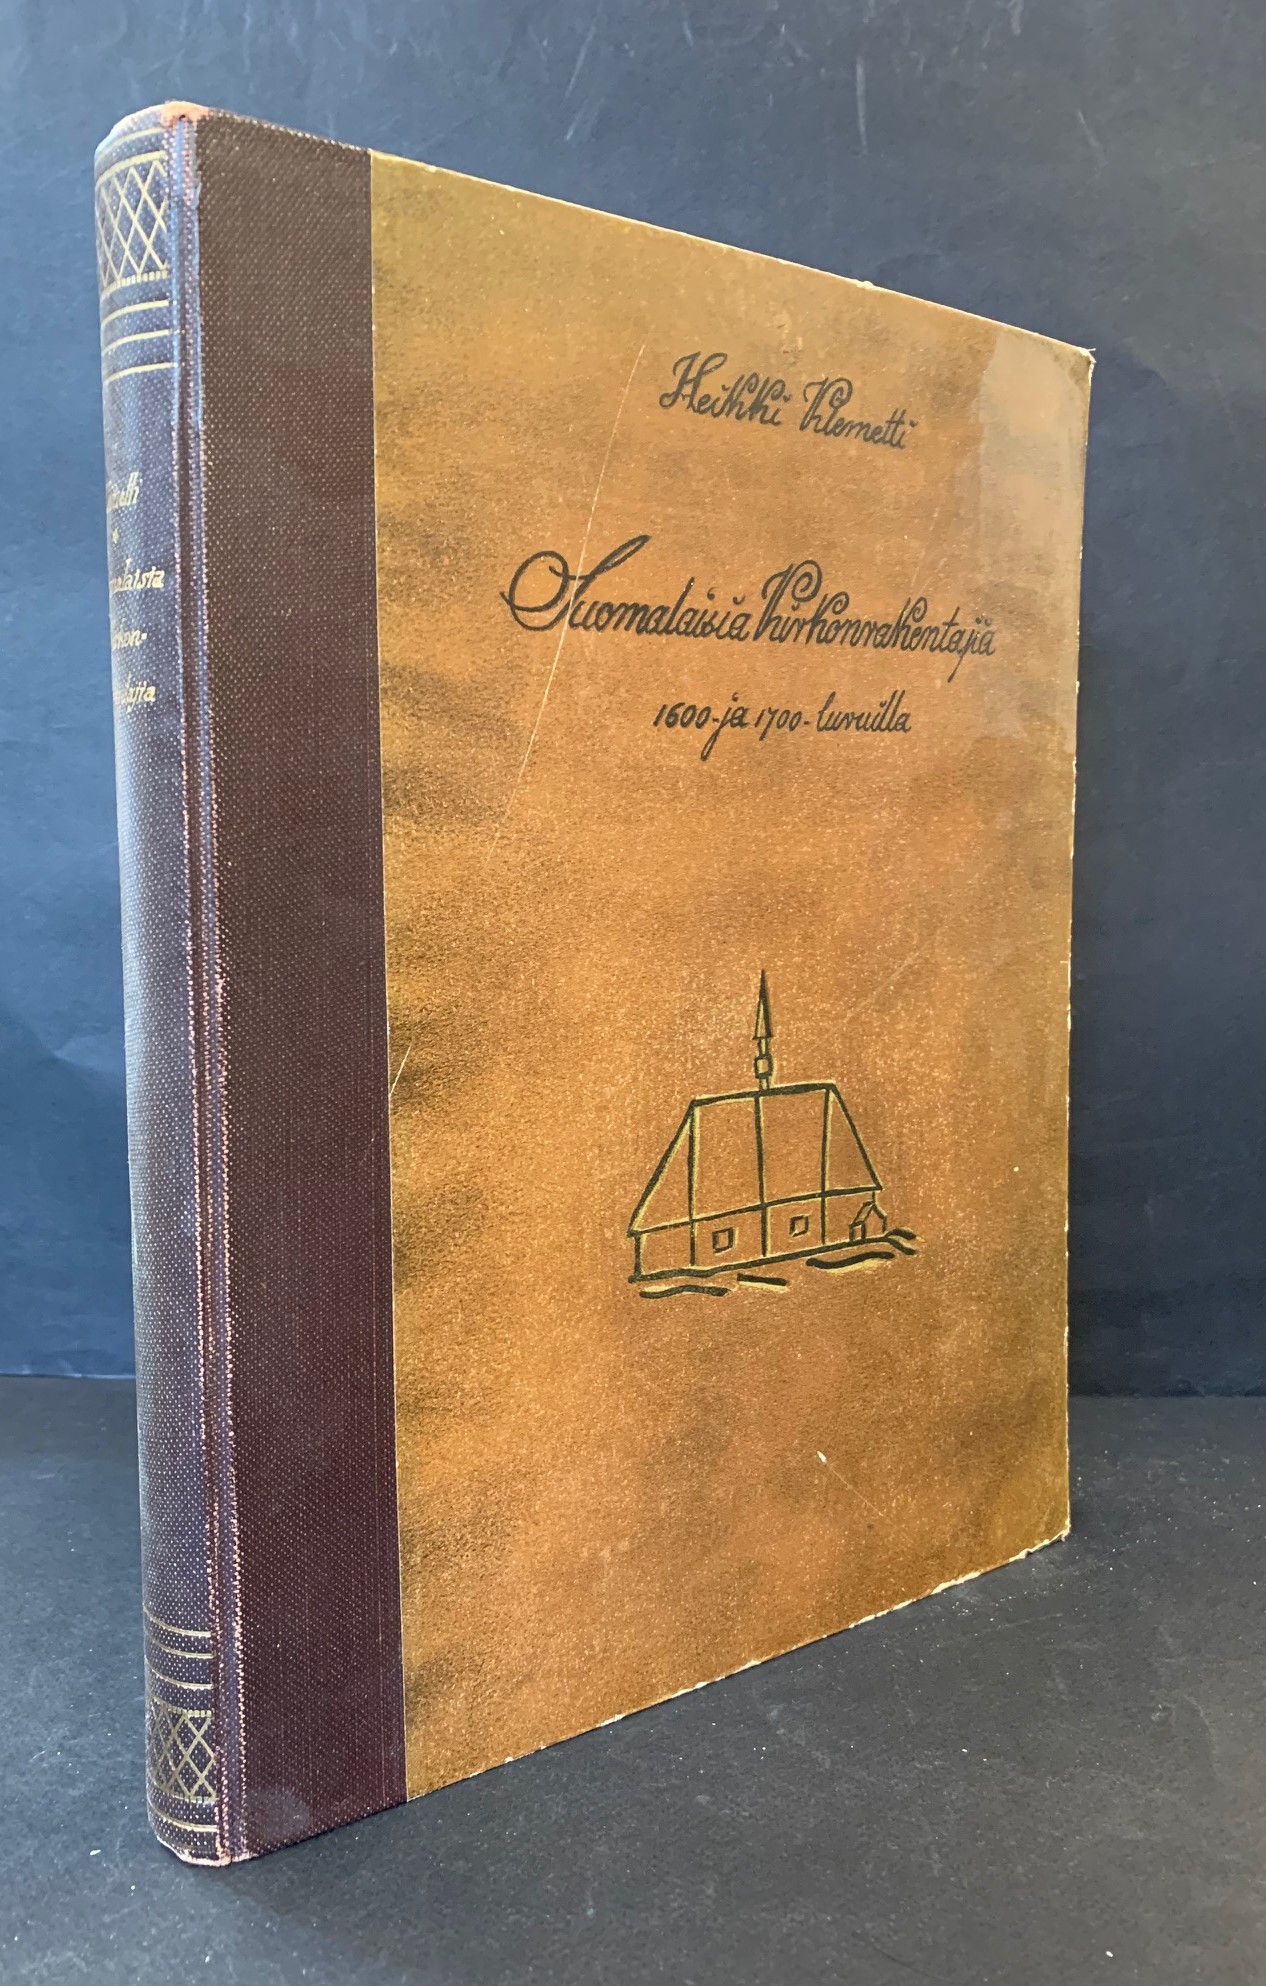 Heikki Klemetti
Suomalaisia kirkonrakentajia
1600-ja 1700-luvuilla